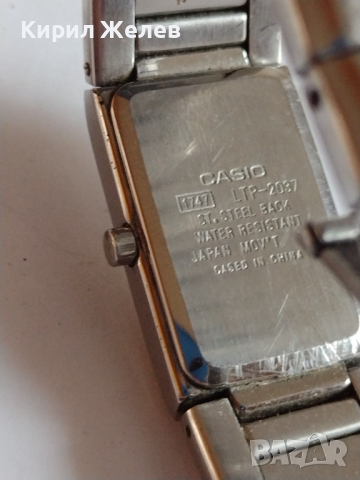 Кирил Желев
CASIO
1747 LTP-2037
ST. STEEL BACK
WATER RESISTANT
JAPAN MOV'T
CASED IN CHINA
BAZAR